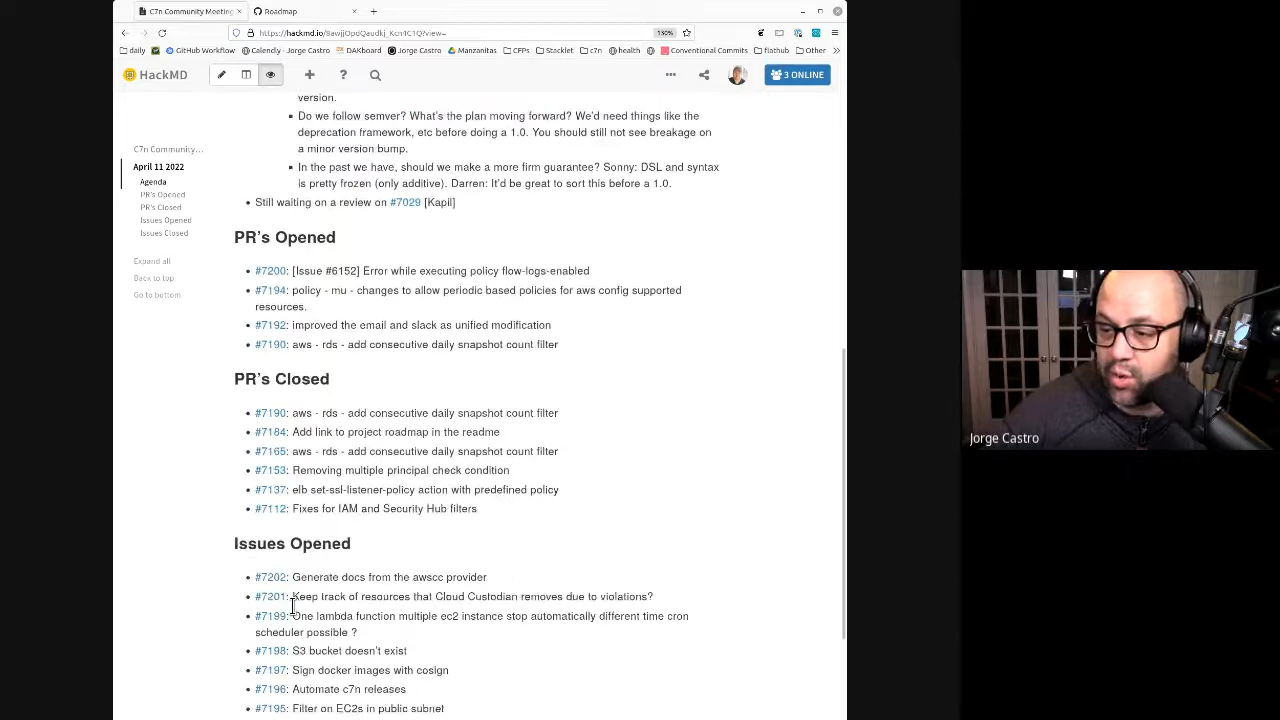 C7n Community Meeting
Roadmap
https://hackmd.io/8awjjOpdQaudkj_Kcn4C1Q?view=
130%
daily
GitHub Workflow
Calendly - Jorge Castro
DAKboard
Jorge Castro
Manzanitas
CFPs
Stacklet
c7n
health
Conventional Commits
flathub
Other
HackMD
3 ONLINE
C7n Community…
April 11 2022
Agenda
PR's Opened
PR's Closed
Issues Opened
Issues Closed
Expand all
Back to top
Go to bottom
version.
Do we follow semver? What's the plan moving forward? We'd need things like the
deprecation framework, etc before doing a 1.0. You should still not see breakage on
a minor version bump.
In the past we have, should we make a more firm guarantee? Sonny: DSL and syntax
is pretty frozen (only additive). Darren: It'd be great to sort this before a 1.0.
Still waiting on a review on #7029 [Kapil]
PR's Opened
#7200: [Issue #6152] Error while executing policy flow-logs-enabled
#7194: policy - mu - changes to allow periodic based policies for aws config supported
resources.
#7192: improved the email and slack as unified modification
#7190: aws - rds - add consecutive daily snapshot count filter
PR's Closed
#7190: aws - rds - add consecutive daily snapshot count filter
#7184: Add link to project roadmap in the readme
#7165: aws - rds - add consecutive daily snapshot count filter
#7153: Removing multiple principal check condition
#7137: elb set-ssl-listener-policy action with predefined policy
#7112: Fixes for IAM and Security Hub filters
Issues Opened
#7202: Generate docs from the awscc provider
#7201: Keep track of resources that Cloud Custodian removes due to violations?
#7199: One lambda function multiple ec2 instance stop automatically different time cron
scheduler possible ?
#7198: S3 bucket doesn't exist
#7197: Sign docker images with cosign
#7196: Automate c7n releases
#7195: Filter on EC2s in public subnet
Jorge Castro